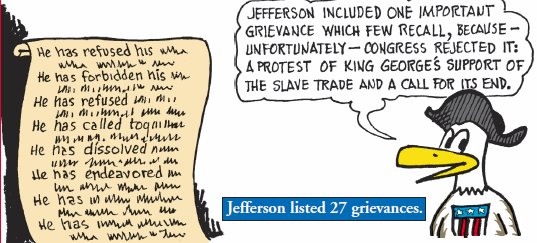 He has refused his
He has forbidden his
He has refused
He has called tog
He has dissolved
He has endeavored
He has in
He has
JEFFERSON INCLUDED ONE IMPORTANT
GRIEVANCE WHICH FEW RECALL, BECAUSE—
UNFORTUNATELY—CONGRESS REJECTED IT:
A PROTEST OF KING GEORGE'S SUPPORT OF
THE SLAVE TRADE AND A CALL FOR ITS END.
Jefferson listed 27 grievances.